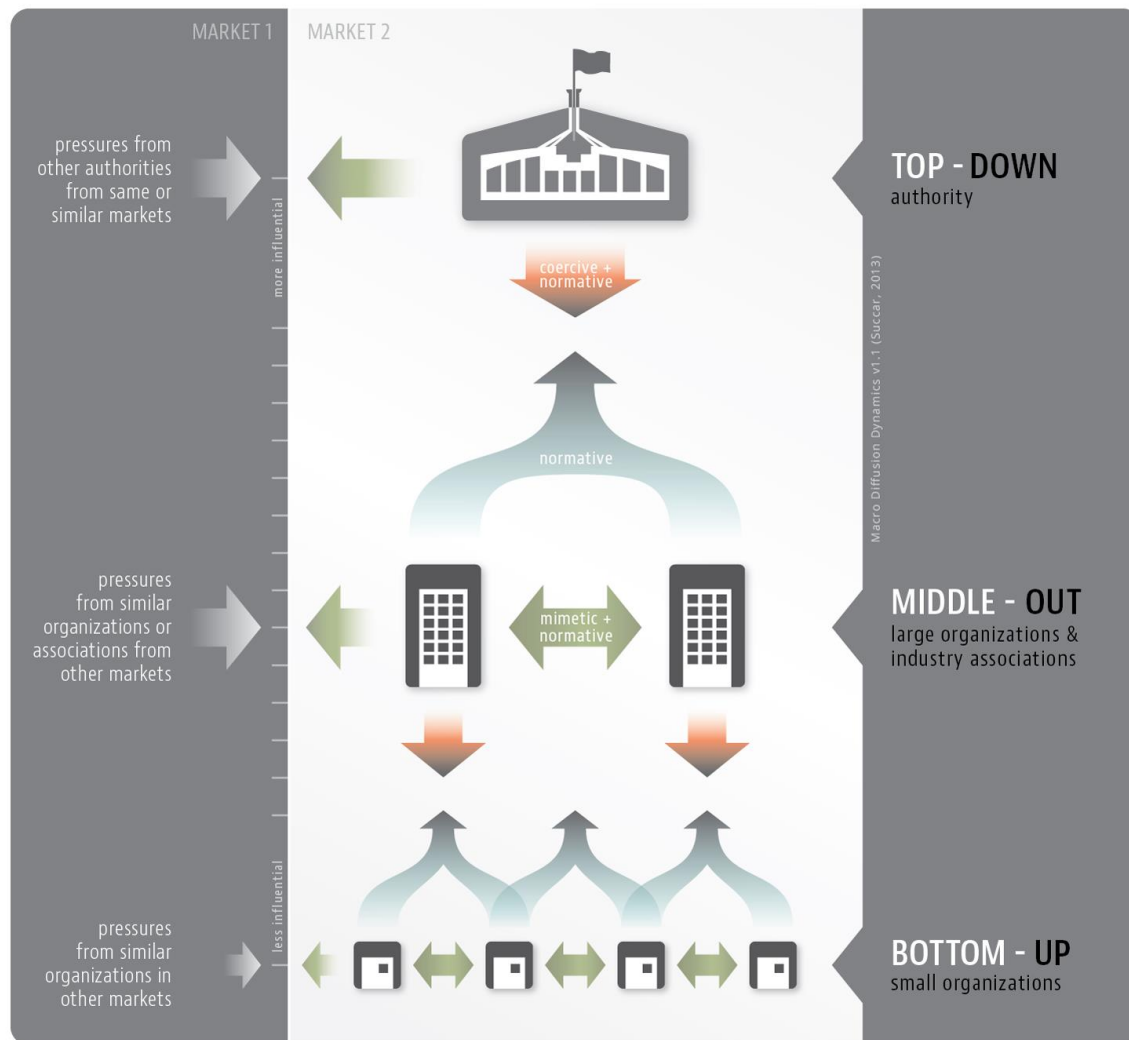 MARKET 1
MARKET 2
pressures from
other authorities
from same or
similar markets
more influential
coercive +
normative
TOP - DOWN
authority
Macro Diffusion Dynamics v1.1 (Succar, 2013)
normative
pressures
from similar
organizations or
associations from
other markets
mimetic +
normative
MIDDLE - OUT
large organizations &
industry associations
less influential
pressures
from similar
organizations in
other markets
BOTTOM - UP
small organizations